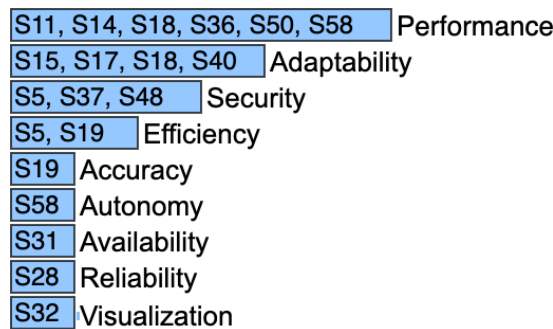 S11, S14, S18, S36, S50, S58 Performance
S15, S17, S18, S40 Adaptability
S5, S37, S48 Security
S5, S19 Efficiency
S19 Accuracy
S58 Autonomy
S31 Availability
S28 Reliability
S32 Visualization